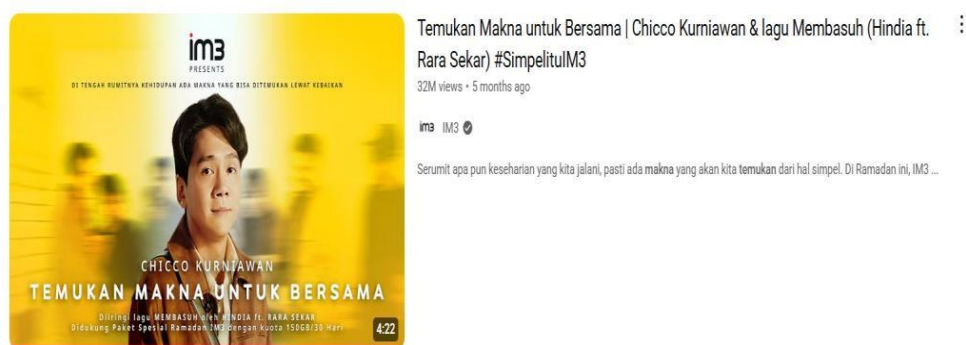 im3
PRESENTS
DI TENGAH RUMITNYA KEHIDUPAN ADA MAKNA YANG BISA DITEMUKAN LEWAT KEBAIKAN
CHICCO KURNIAWAN
TEMUKAN MAKNA UNTUK BERSAMA
Diiringi lagu MEMBASUH oleh HINDIA ft. RARA SEKAR
Didukung Paket Spesial Ramadan IM3 dengan kuota 150GB/30 Hari
4:22
Temukan Makna untuk Bersama | Chicco Kurniawan & lagu Membasuh (Hindia ft.
Rara Sekar) #SimpelituIM3
32M views • 5 months ago
im3 IM3
Serumit apa pun keseharian yang kita jalani, pasti ada makna yang akan kita temukan dari hal simpel. Di Ramadan ini, IM3 ...